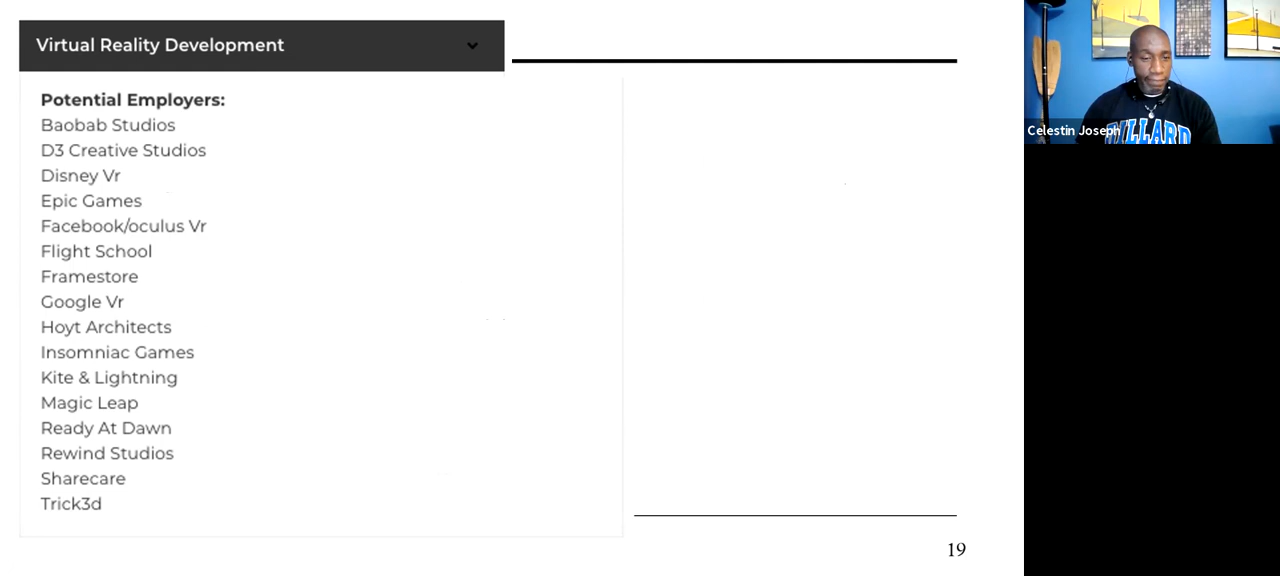 Virtual Reality Development
Potential Employers:
Baobab Studios
D3 Creative Studios
Disney Vr
Epic Games
Facebook/oculus Vr
Flight School
Framestore
Google Vr
Hoyt Architects
Insomniac Games
Kite & Lightning
Magic Leap
Ready At Dawn
Rewind Studios
Sharecare
Trick3d
19
Celestin Joseph